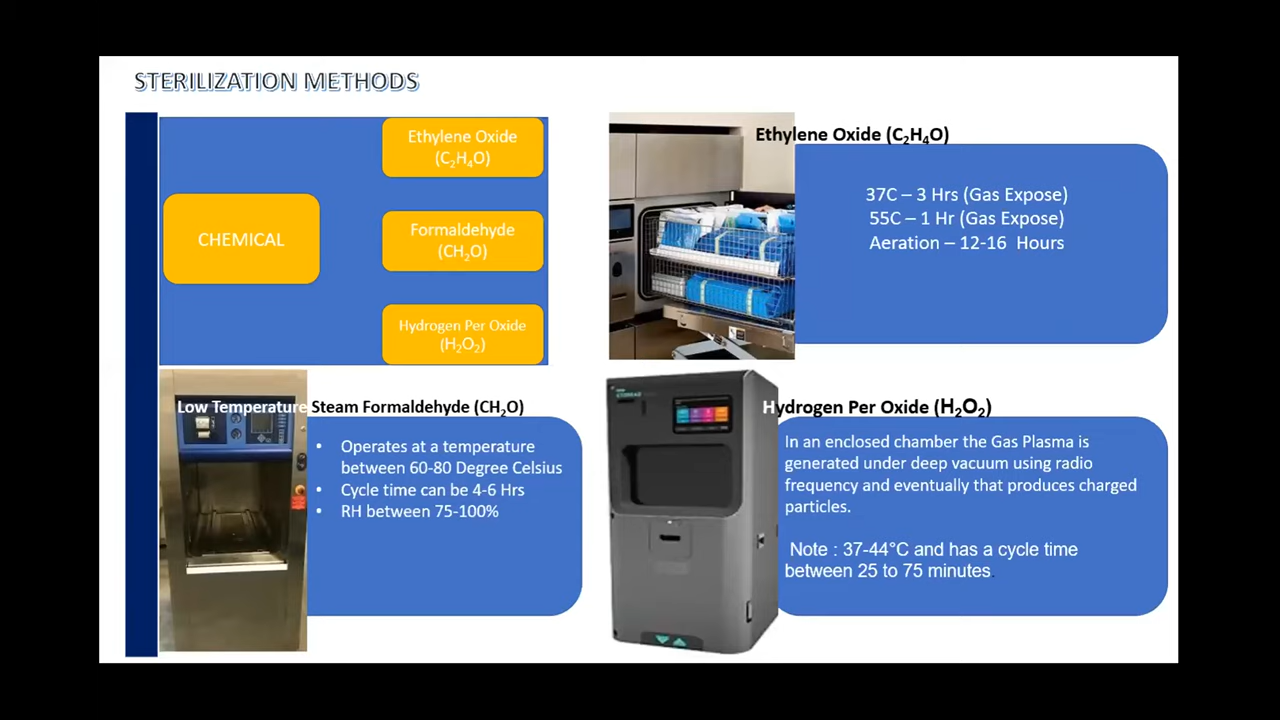 STERILIZATION METHODS
Ethylene Oxide
(C₂H₄O)
CHEMICAL
Formaldehyde
(CH₂O)
Hydrogen Per Oxide
(H₂O₂)
Ethylene Oxide (C₂H₄O)
37C – 3 Hrs (Gas Expose)
55C – 1 Hr (Gas Expose)
Aeration – 12-16 Hours
Low Temperature Steam Formaldehyde (CH₂O)
• Operates at a temperature
between 60-80 Degree Celsius
• Cycle time can be 4-6 Hrs
• RH between 75-100%
Hydrogen Per Oxide (H₂O₂)
In an enclosed chamber the Gas Plasma is
generated under deep vacuum using radio
frequency and eventually that produces charged
particles.
Note : 37-44°C and has a cycle time
between 25 to 75 minutes.